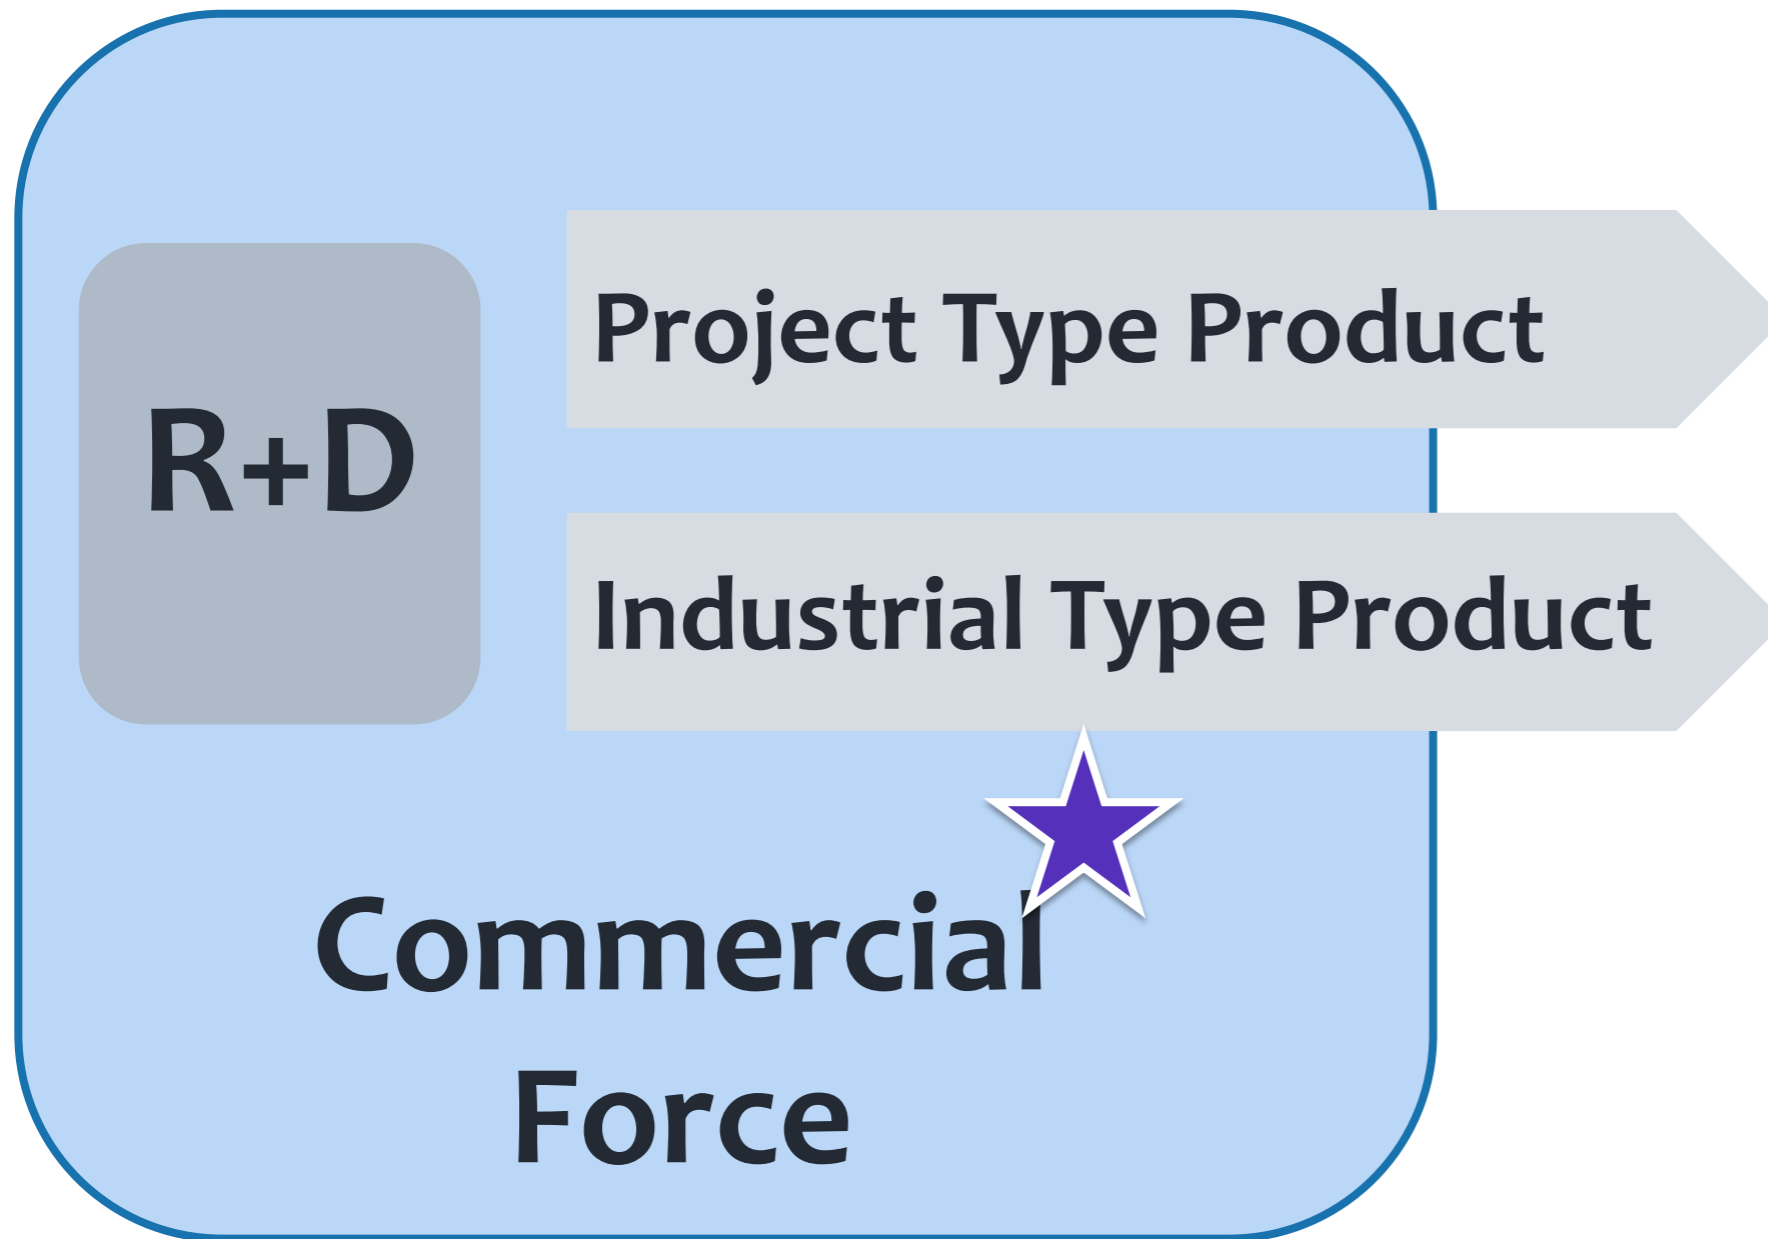 Project Type Product
R+D
Industrial Type Product
Commercial
Force